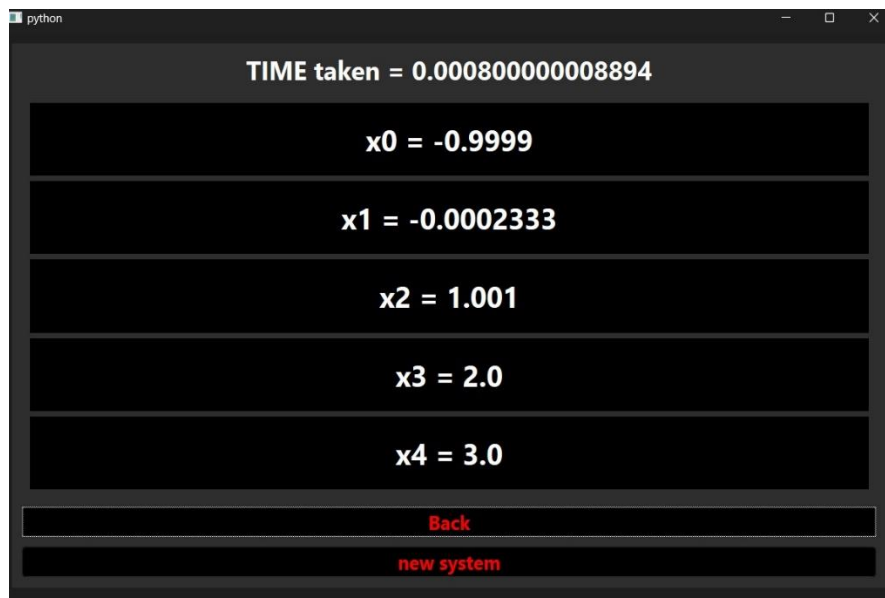 python
TIME taken = 0.000800000008894
x0 = -0.9999
x1 = -0.0002333
x2 = 1.001
x3 = 2.0
x4 = 3.0
Back
new system